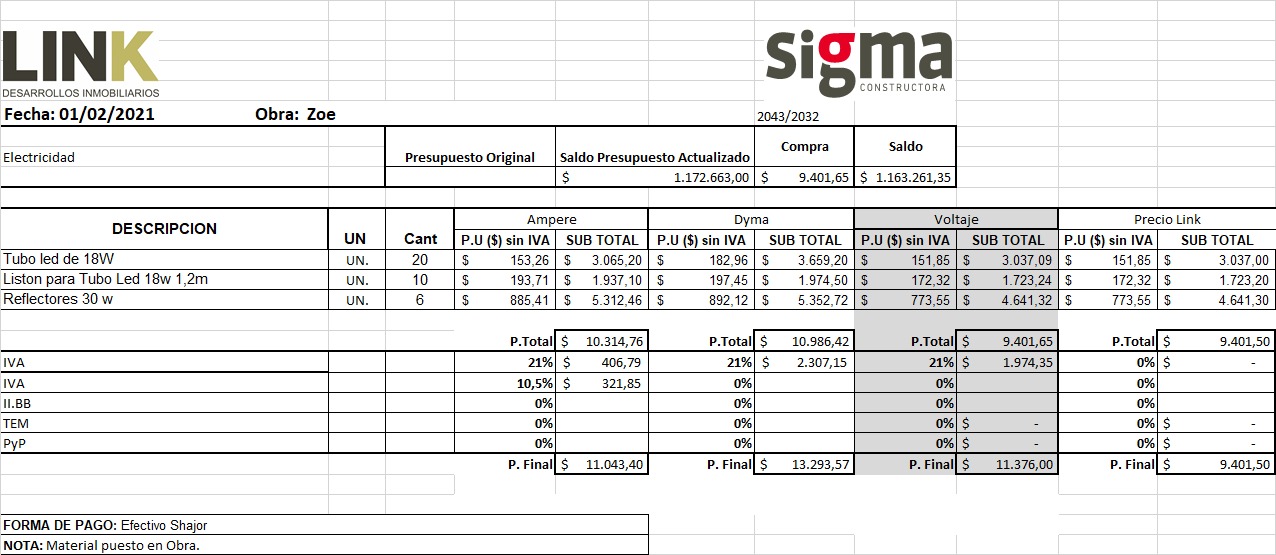 LINK
DESARROLLOS INMOBILIARIOS
sigma
CONSTRUCTORA
Fecha: 01/02/2021 Obra: Zoe 2043/2032
Electricidad Presupuesto Original Saldo Presupuesto Actualizado Compra Saldo
$ 1.172.663,00 $ 9.401,65 $ 1.163.261,35
DESCRIPCION UN Cant Ampere Dyma Voltaje Precio Link
P.U ($) sin IVA SUB TOTAL P.U ($) sin IVA SUB TOTAL P.U ($) sin IVA SUB TOTAL P.U ($) sin IVA SUB TOTAL
Tubo led de 18W UN. 20 $ 153,26 $ 3.065,20 $ 182,96 $ 3.659,20 $ 151,85 $ 3.037,09 $ 151,85 $ 3.037,00
Liston para Tubo Led 18w 1,2m UN. 10 $ 193,71 $ 1.937,10 $ 197,45 $ 1.974,50 $ 172,32 $ 1.723,24 $ 172,32 $ 1.723,20
Reflectores 30 w UN. 6 $ 885,41 $ 5.312,46 $ 892,12 $ 5.352,72 $ 773,55 $ 4.641,32 $ 773,55 $ 4.641,30
P.Total $ 10.314,76 P.Total $ 10.986,42 P.Total $ 9.401,65 P.Total $ 9.401,50
IVA 21% $ 406,79 21% $ 2.307,15 21% $ 1.974,35 0% $ -
IVA 10,5% $ 321,85 0% 0% 0%
II.BB 0% 0% 0% 0%
TEM 0% 0% 0% $ - 0% $ -
PyP 0% 0% 0% $ - 0% $ -
P. Final $ 11.043,40 P. Final $ 13.293,57 P. Final $ 11.376,00 P. Final $ 9.401,50
FORMA DE PAGO: Efectivo Shajor
NOTA: Material puesto en Obra.